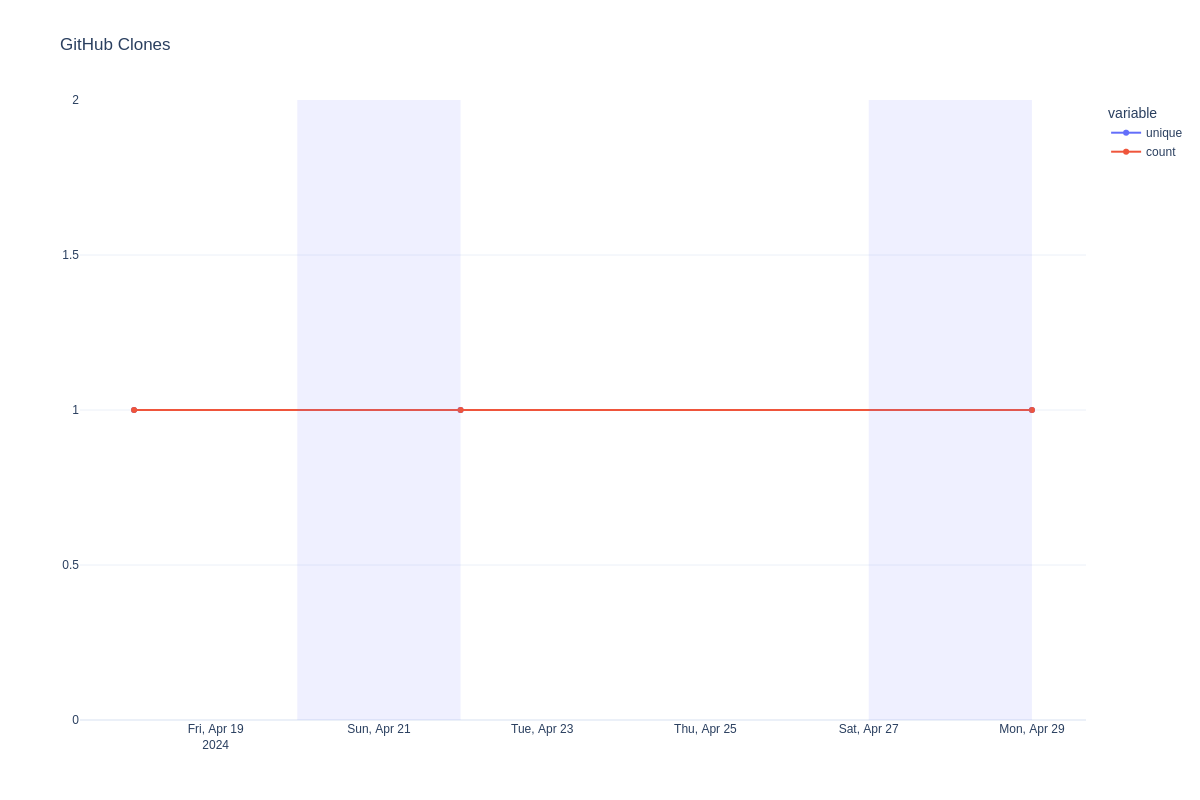 GitHub Clones
2
1.5
1
0.5
0
Fri, Apr 19
2024
Sun, Apr 21
Tue, Apr 23
Thu, Apr 25
Sat, Apr 27
Mon, Apr 29
variable
unique
count